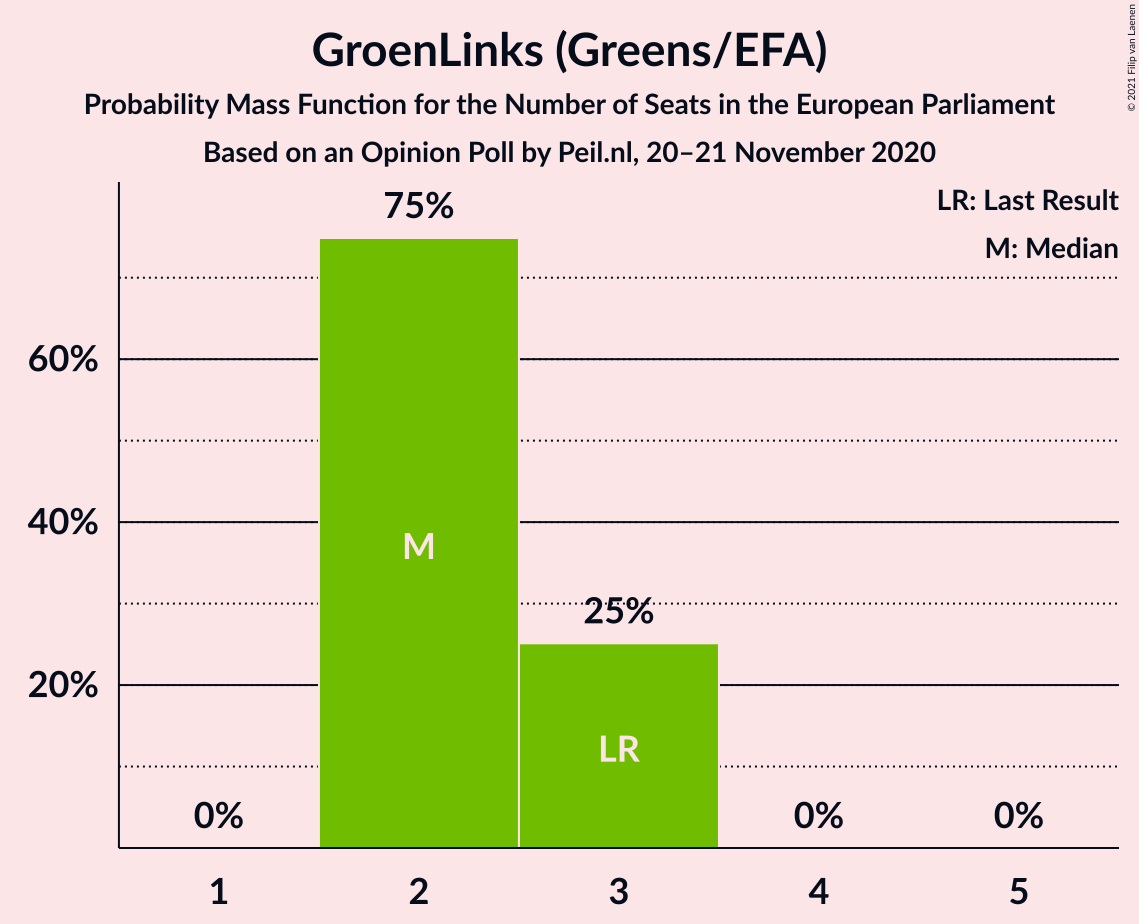 GroenLinks (Greens/EFA)
Probability Mass Function for the Number of Seats in the European Parliament
Based on an Opinion Poll by Peil.nl, 20–21 November 2020
© 2021 Filip van Laenen
LR: Last Result
M: Median
75%
60%
40%
M
25%
20%
LR
0%
0%
0%
1
2
3
4
5